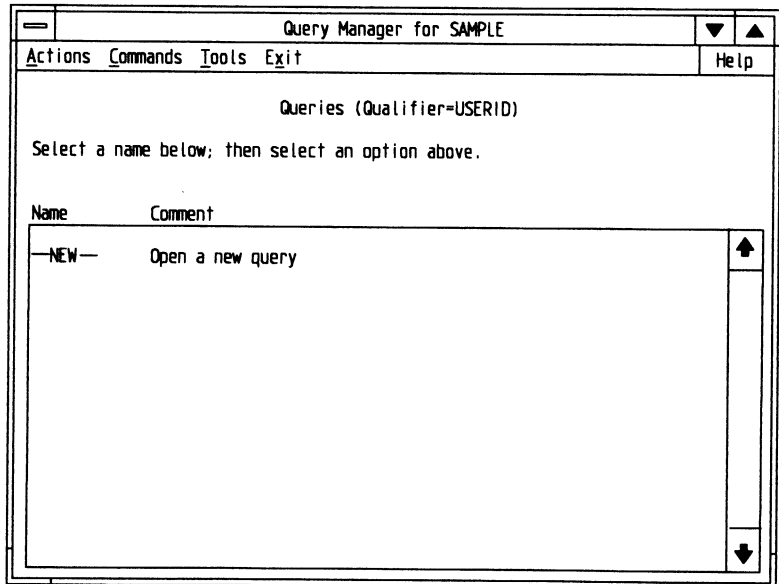 Query Manager for SAMPLE
Actions Commands Tools Exit Help
Queries (Qualifier=USERID)
Select a name below; then select an option above.
Name Comment
—NEW— Open a new query